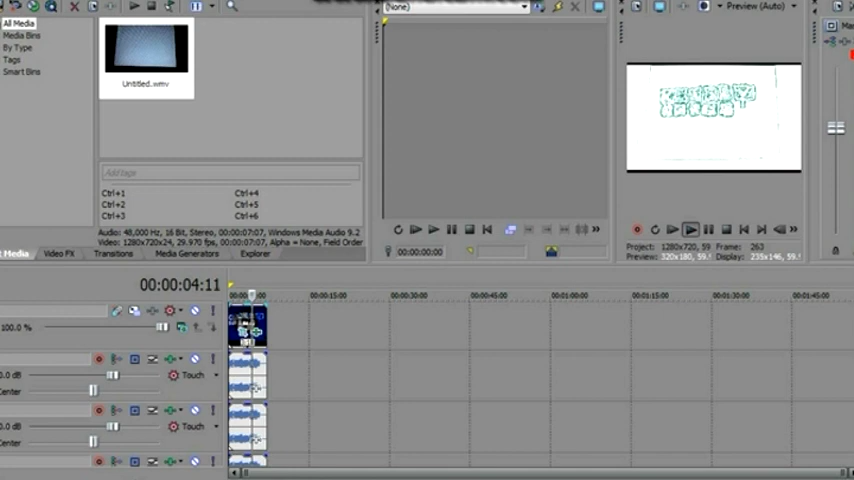 (None)
Preview (Auto)
All Media
Media Bins
By Type
Tags
Smart Bins
Untitled.wmv
Add tags
Ctrl+1
Ctrl+4
Ctrl+2
Ctrl+5
Ctrl+3
Ctrl+6
Audio: 48,000 Hz, 16 Bit, Stereo, 00:00:07;07, Windows Media Audio 9.2
Video: 1280x720x24, 29.970 fps, 00:00:07;07, Alpha = None, Field Order
t Media
Video FX
Transitions
Media Generators
Explorer
00:00:00;00
Project: 1280x720, 59
Frame: 263
Preview: 320x180, 59.
Display: 235x146, 59.
00:00:04;11
00:00:15;00
00:00:30;00
00:00:45;00
00:01:00;00
00:01:15;00
00:01:30;00
00:01:45;00
100.0 %
0.0 dB
Touch
Center
0.0 dB
Touch
Center